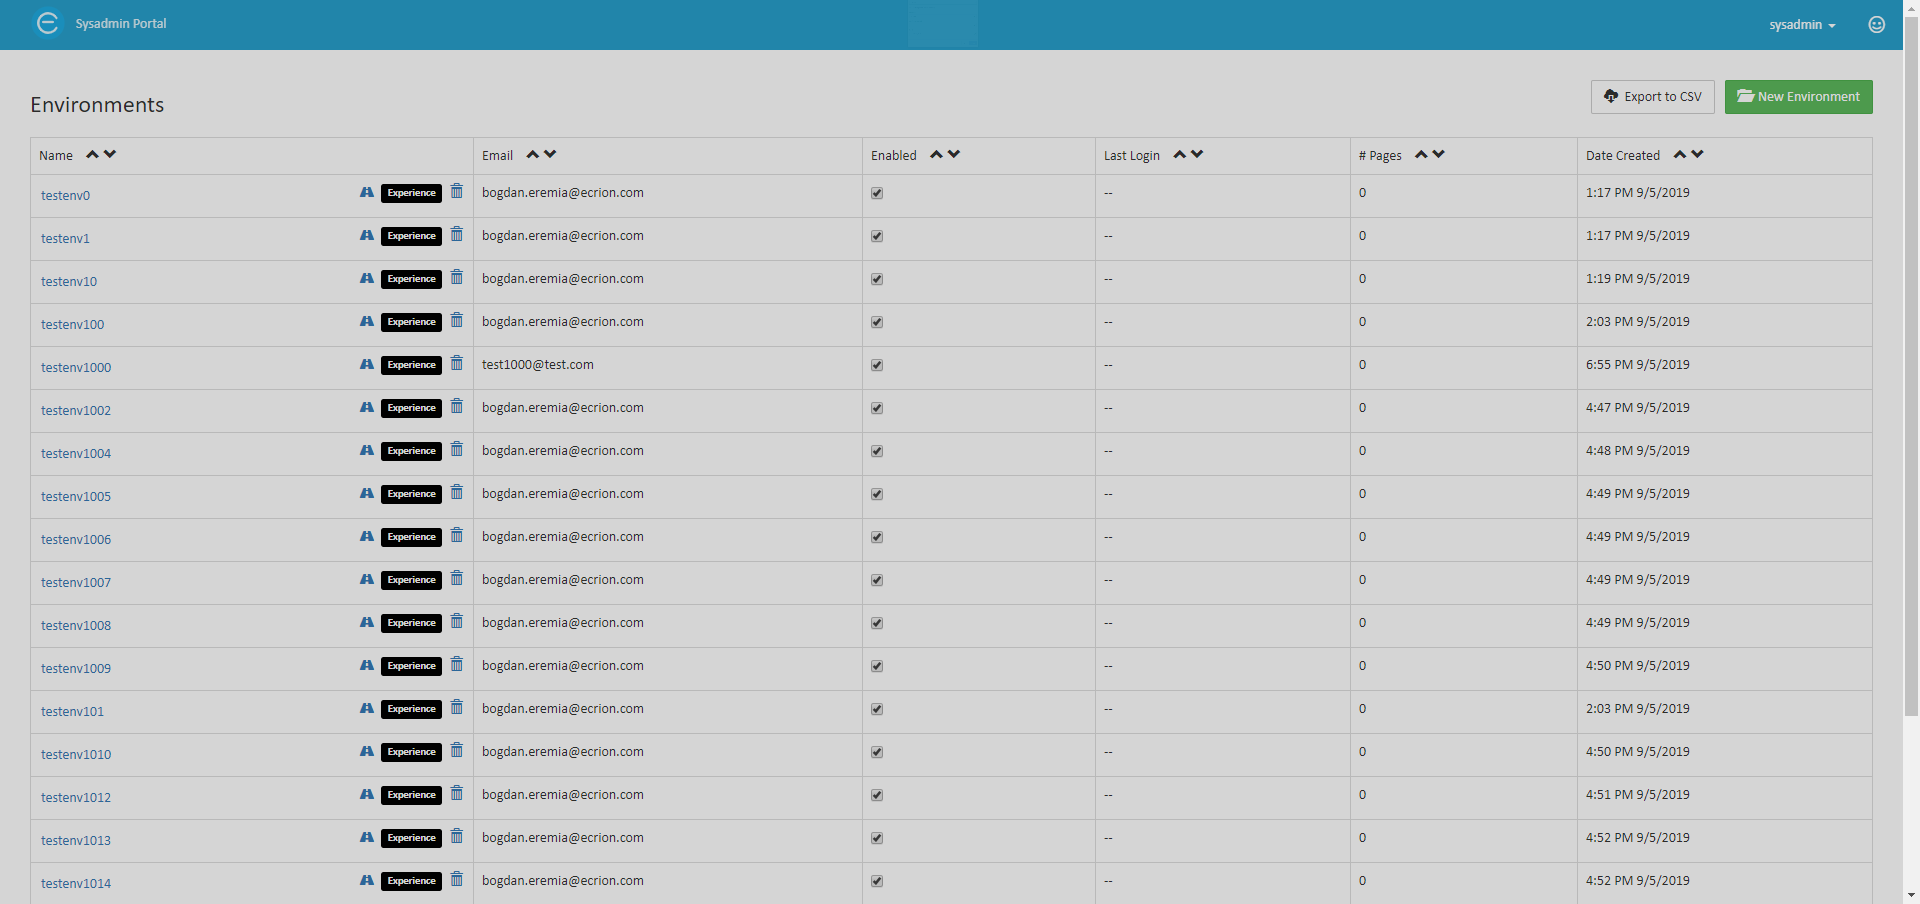 Sysadmin Portal
sysadmin
Environments
Export to CSV
New Environment
Name Email Enabled Last Login # Pages Date Created
testenv0 Experience bogdan.eremia@ecrion.com -- 0 1:17 PM 9/5/2019
testenv1 Experience bogdan.eremia@ecrion.com -- 0 1:17 PM 9/5/2019
testenv10 Experience bogdan.eremia@ecrion.com -- 0 1:19 PM 9/5/2019
testenv100 Experience bogdan.eremia@ecrion.com -- 0 2:03 PM 9/5/2019
testenv1000 Experience test1000@test.com -- 0 6:55 PM 9/5/2019
testenv1002 Experience bogdan.eremia@ecrion.com -- 0 4:47 PM 9/5/2019
testenv1004 Experience bogdan.eremia@ecrion.com -- 0 4:48 PM 9/5/2019
testenv1005 Experience bogdan.eremia@ecrion.com -- 0 4:49 PM 9/5/2019
testenv1006 Experience bogdan.eremia@ecrion.com -- 0 4:49 PM 9/5/2019
testenv1007 Experience bogdan.eremia@ecrion.com -- 0 4:49 PM 9/5/2019
testenv1008 Experience bogdan.eremia@ecrion.com -- 0 4:49 PM 9/5/2019
testenv1009 Experience bogdan.eremia@ecrion.com -- 0 4:50 PM 9/5/2019
testenv101 Experience bogdan.eremia@ecrion.com -- 0 2:03 PM 9/5/2019
testenv1010 Experience bogdan.eremia@ecrion.com -- 0 4:50 PM 9/5/2019
testenv1012 Experience bogdan.eremia@ecrion.com -- 0 4:51 PM 9/5/2019
testenv1013 Experience bogdan.eremia@ecrion.com -- 0 4:52 PM 9/5/2019
testenv1014 Experience bogdan.eremia@ecrion.com -- 0 4:52 PM 9/5/2019